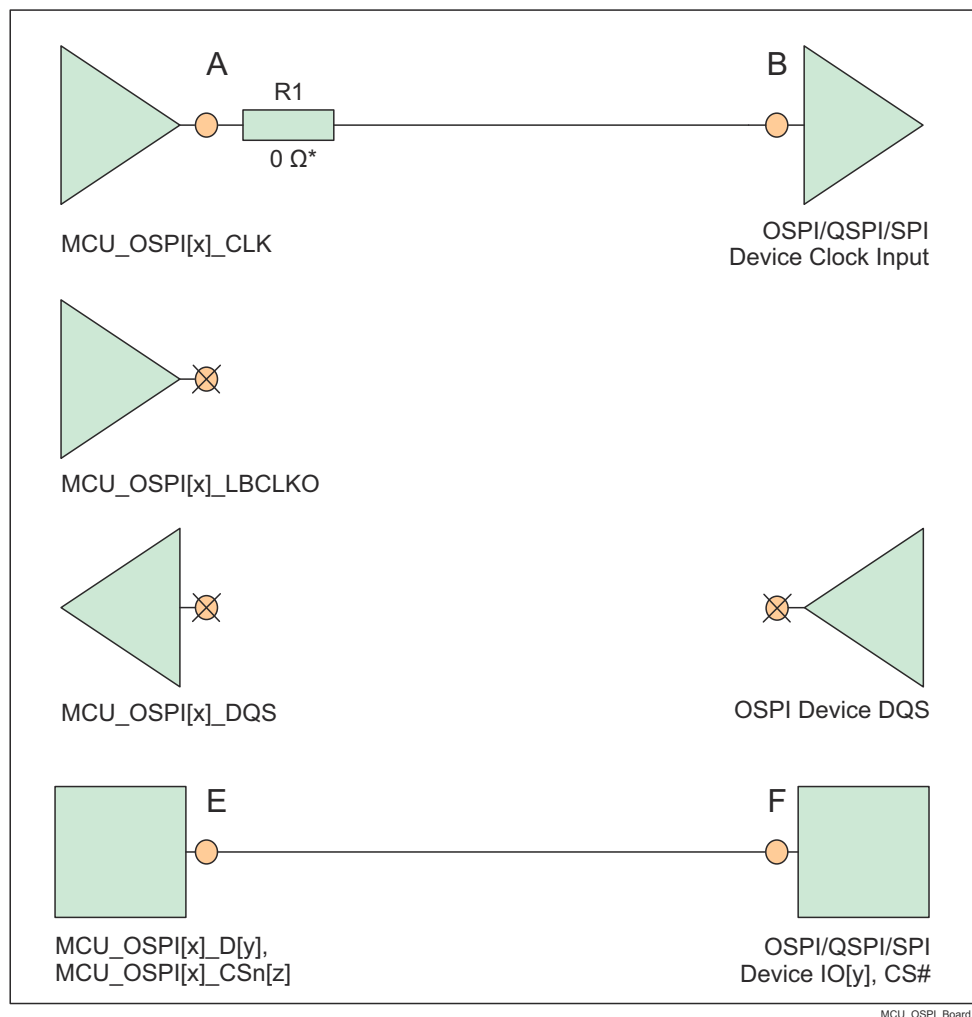 A
B
R1
0 Ω*
MCU_OSPI[x]_CLK
OSPI/QSPI/SPI
Device Clock Input
MCU_OSPI[x]_LBCLKO
MCU_OSPI[x]_DQS
OSPI Device DQS
E
F
MCU_OSPI[x]_D[y],
MCU_OSPI[x]_CSn[z]
OSPI/QSPI/SPI
Device IO[y], CS#
MCU_OSPI_Board